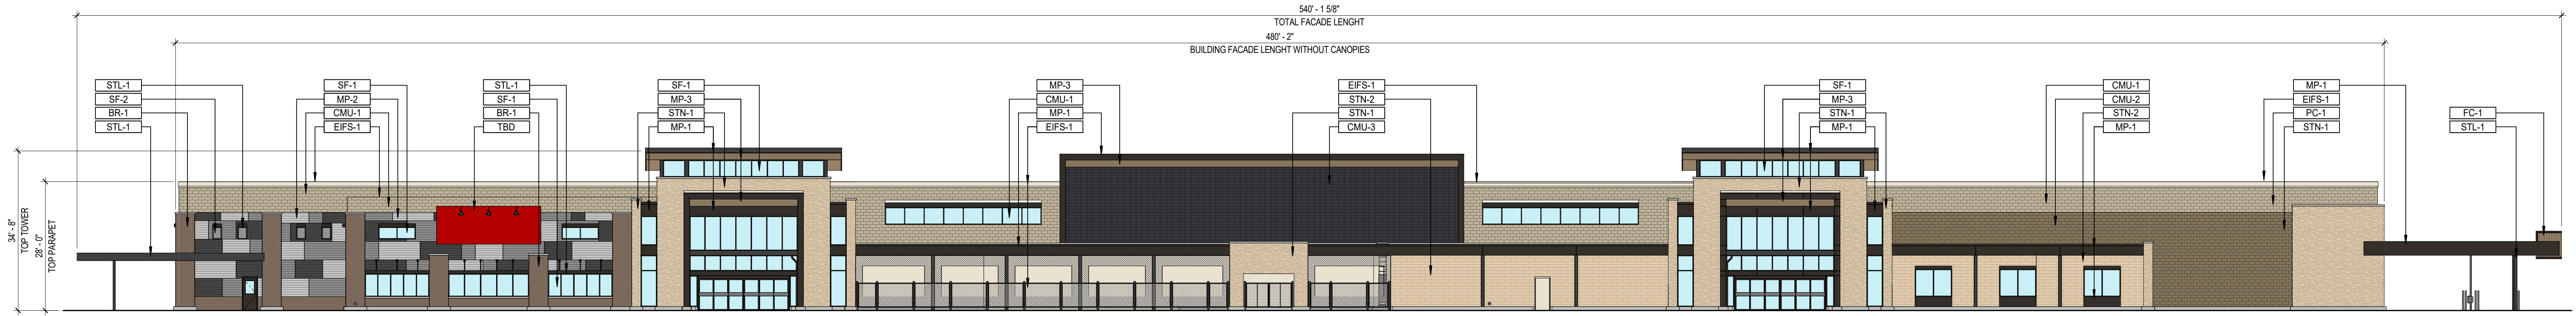 540' - 1 5/8"
TOTAL FACADE LENGHT
480' - 2"
BUILDING FACADE LENGHT WITHOUT CANOPIES
STL-1
SF-2
BR-1
STL-1
SF-1
MP-2
CMU-1
EIFS-1
STL-1
SF-1
BR-1
TBD
SF-1
MP-3
STN-1
MP-1
MP-3
CMU-1
MP-1
EIFS-1
EIFS-1
STN-2
STN-1
CMU-3
SF-1
MP-3
STN-1
MP-1
CMU-1
CMU-2
STN-2
MP-1
MP-1
EIFS-1
PC-1
STN-1
FC-1
STL-1
34' - 8"
TOP TOWER
28' - 0"
TOP PARAPET